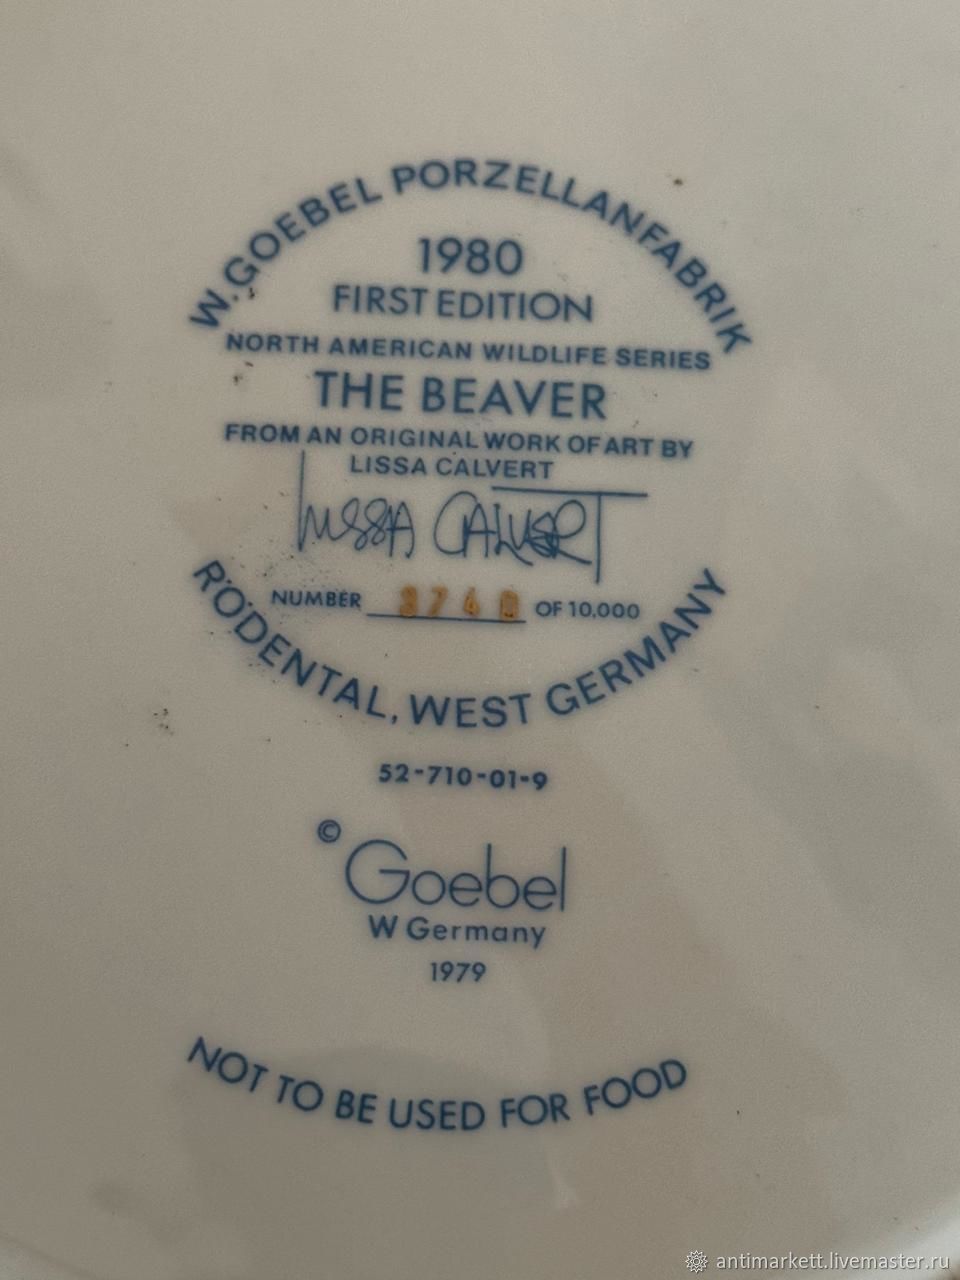 W. GOEBEL PORZELLANFABRIK
1980
FIRST EDITION
NORTH AMERICAN WILDLIFE SERIES
THE BEAVER
FROM AN ORIGINAL WORK OF ART BY
LISSA CALVERT
LISSA CALVERT
NUMBER OF 10,000
RÖDENTAL, WEST GERMANY
52-710-01-9
© Goebel
W Germany
1979
NOT TO BE USED FOR FOOD
antimarkett.livemaster.ru